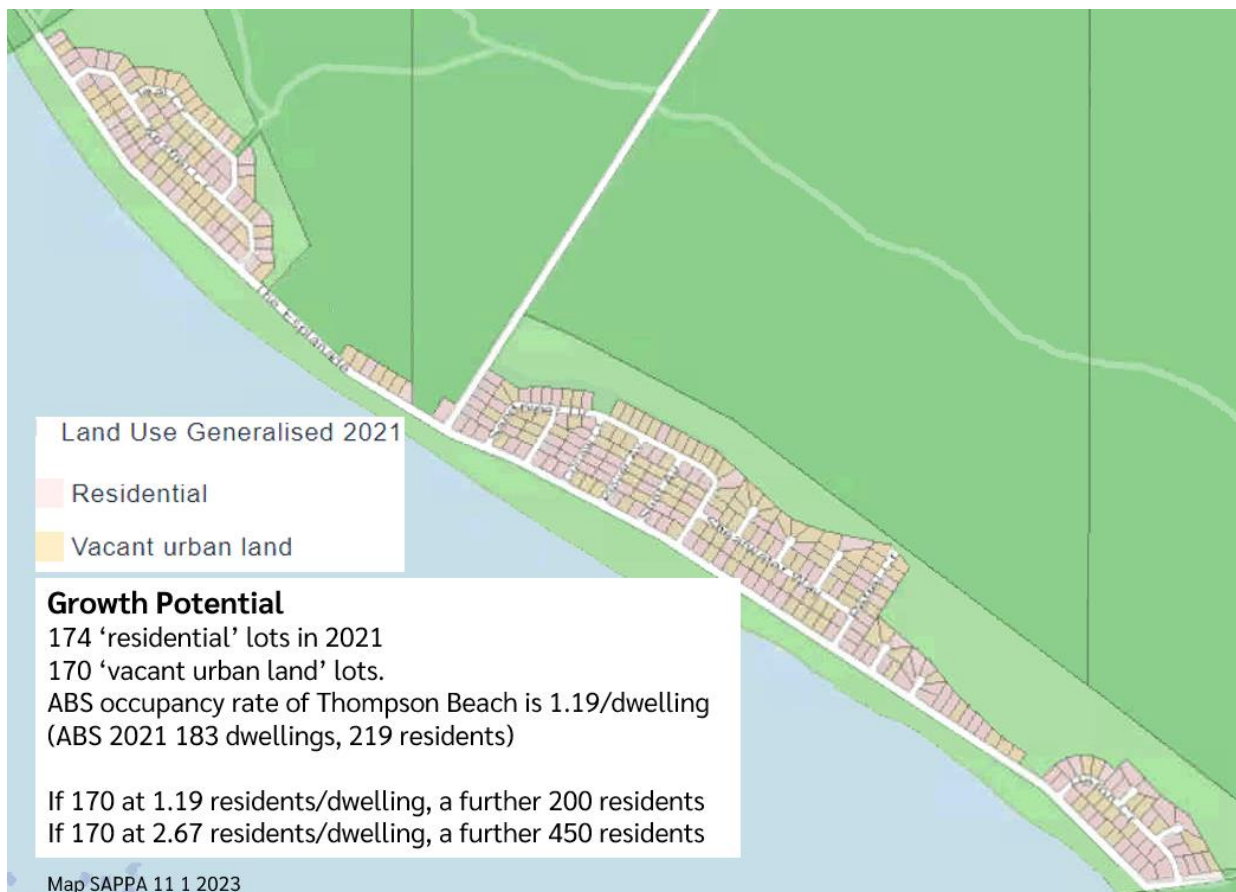 The Esplanade
Shearwater
Land Use Generalised 2021
Residential
Vacant urban land
Growth Potential
174 ‘residential’ lots in 2021
170 ‘vacant urban land’ lots.
ABS occupancy rate of Thompson Beach is 1.19/dwelling
(ABS 2021 183 dwellings, 219 residents)
If 170 at 1.19 residents/dwelling, a further 200 residents
If 170 at 2.67 residents/dwelling, a further 450 residents
Map SAPPA 11 1 2023